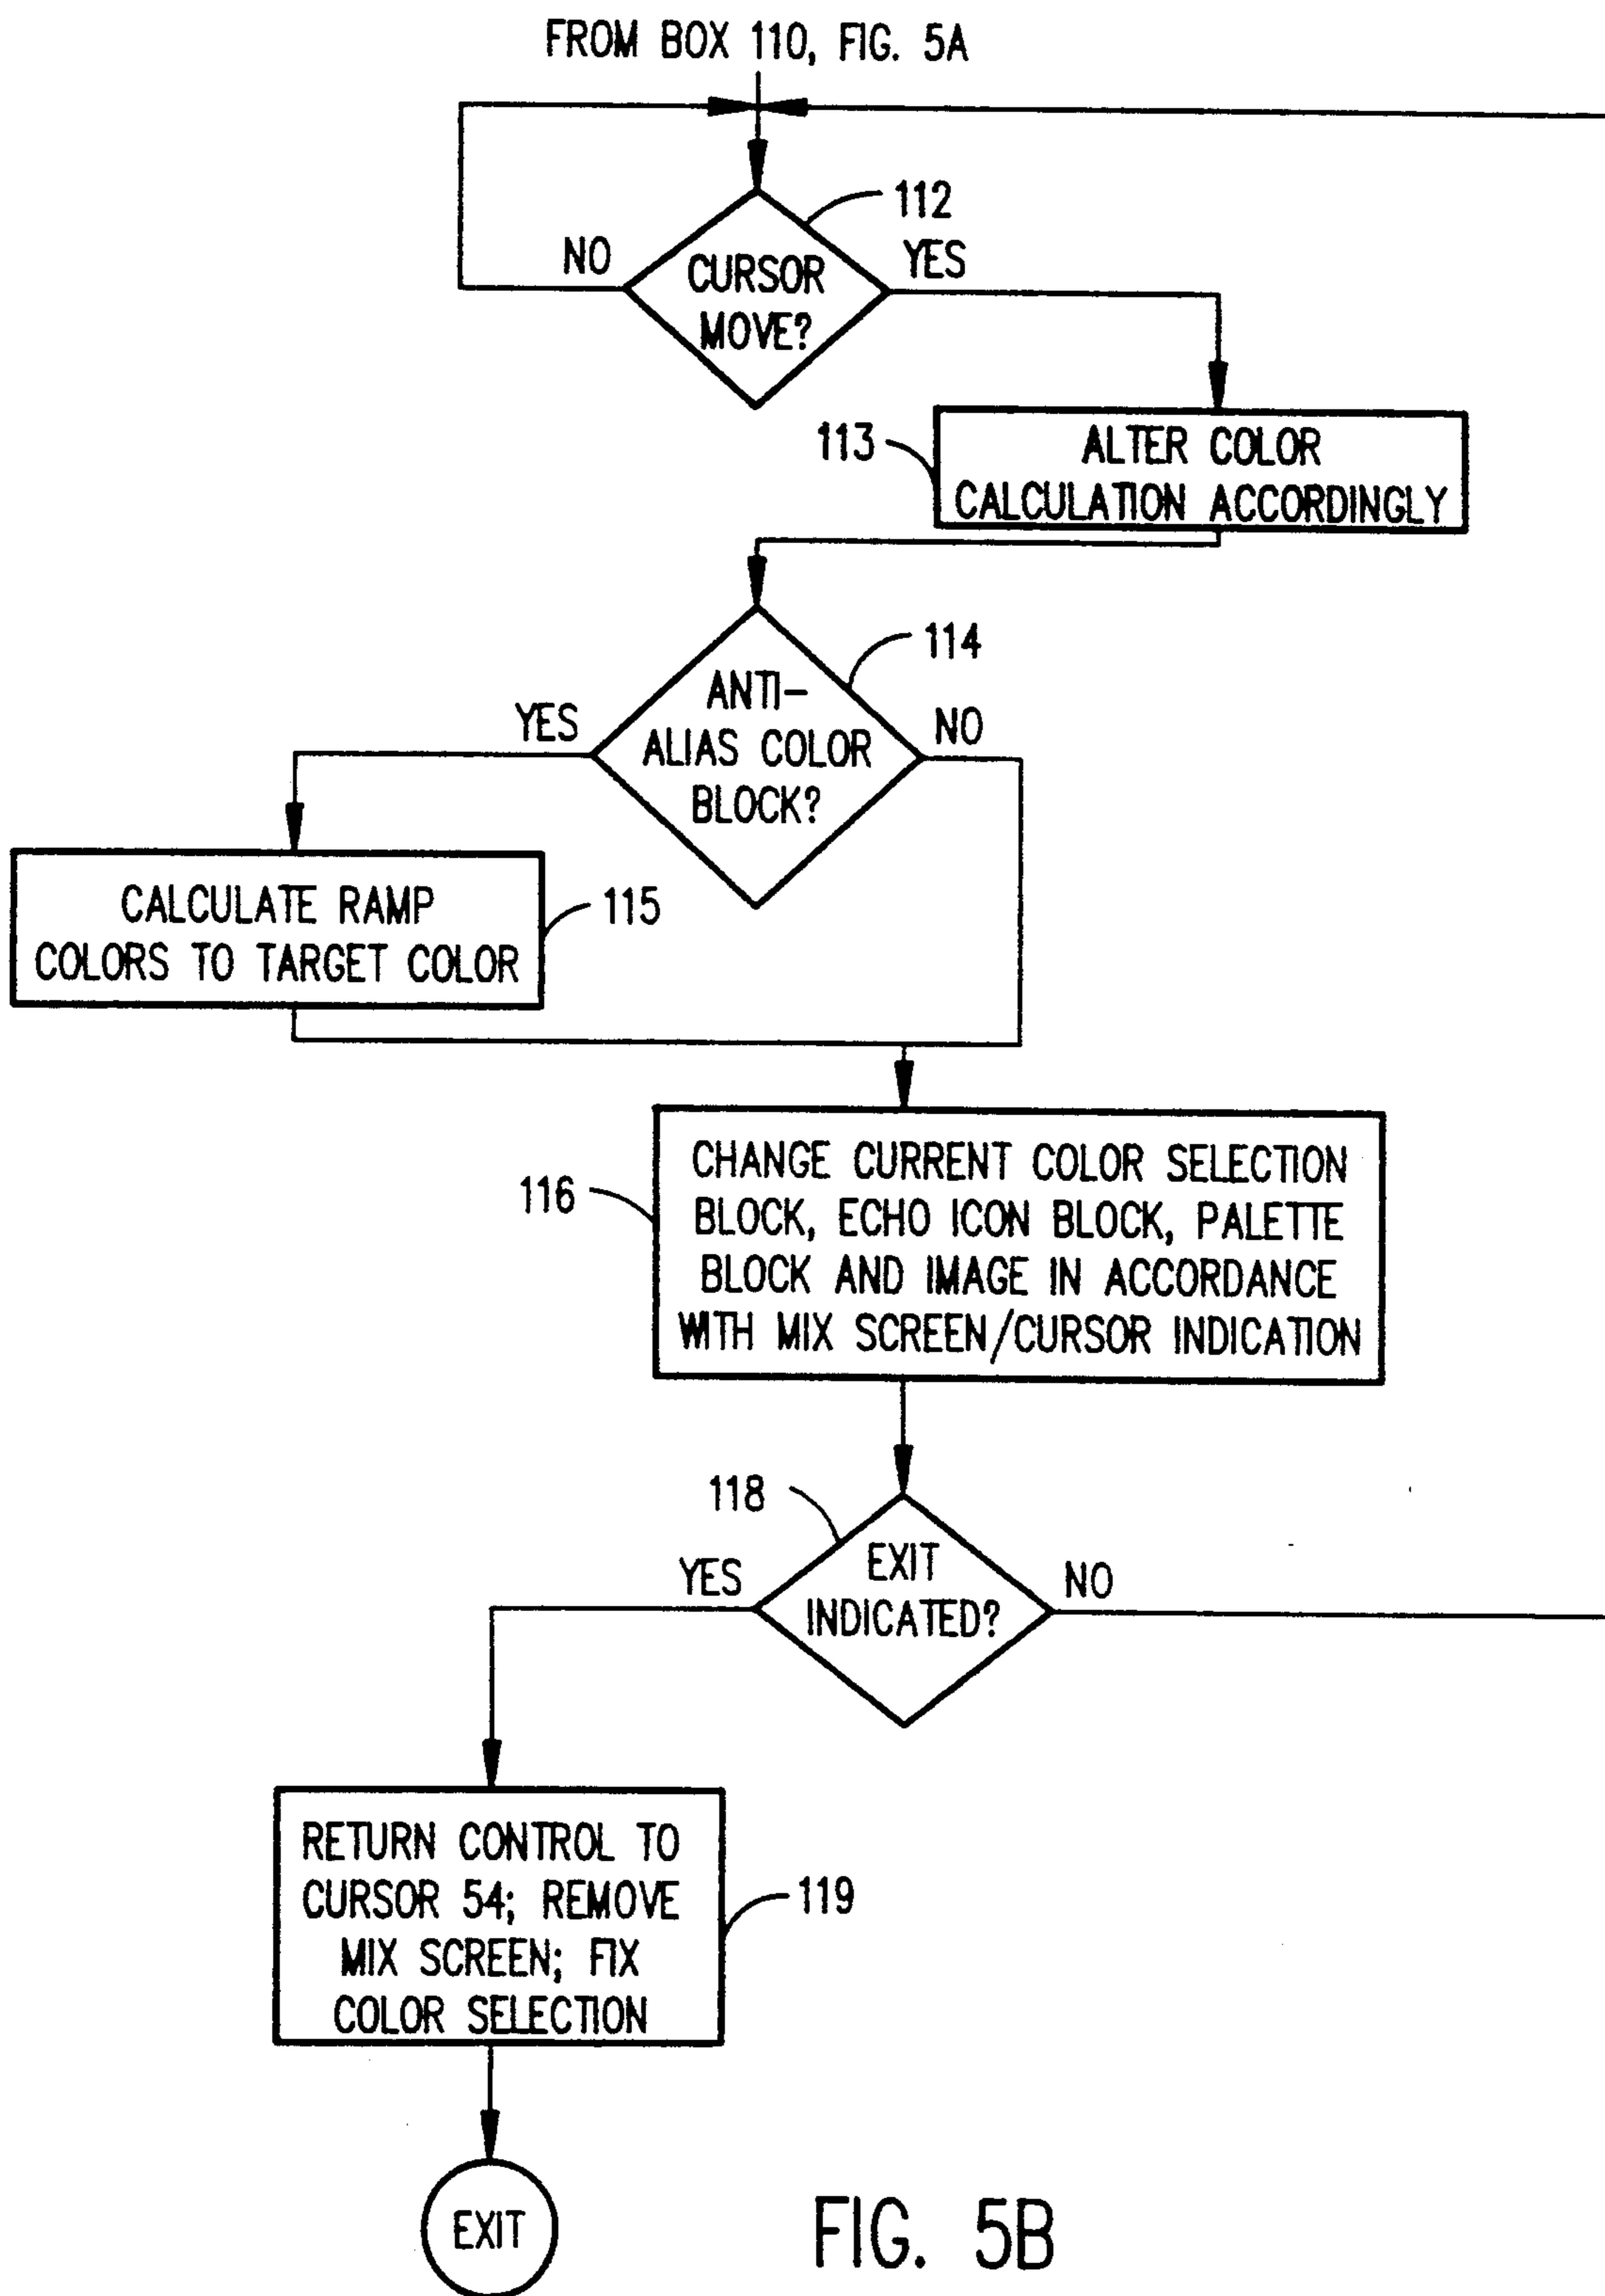 FROM BOX 110, FIG. 5A
112
NO
YES
CURSOR
MOVE?
113
ALTER COLOR
CALCULATION ACCORDINGLY
114
ANTI-
ALIAS COLOR
BLOCK?
YES
NO
CALCULATE RAMP
COLORS TO TARGET COLOR
115
116
CHANGE CURRENT COLOR SELECTION
BLOCK, ECHO ICON BLOCK, PALETTE
BLOCK AND IMAGE IN ACCORDANCE
WITH MIX SCREEN/CURSOR INDICATION
118
YES
NO
EXIT
INDICATED?
RETURN CONTROL TO
CURSOR 54; REMOVE
MIX SCREEN; FIX
COLOR SELECTION
119
EXIT
FIG. 5B